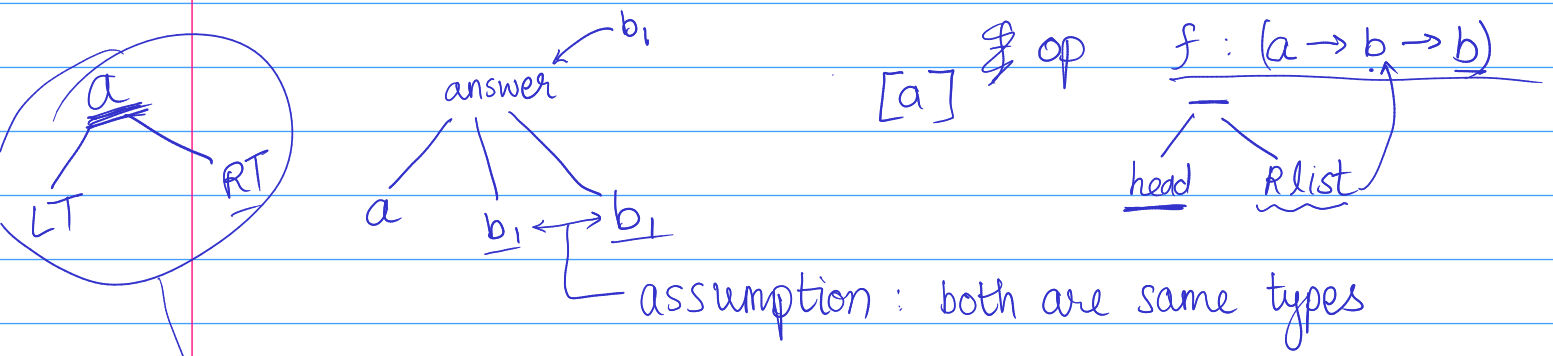 b₁
op f : (a → b → b)
a answer [a]
LT RT a b₁ b₁ head Rlist
assumption : both are same types